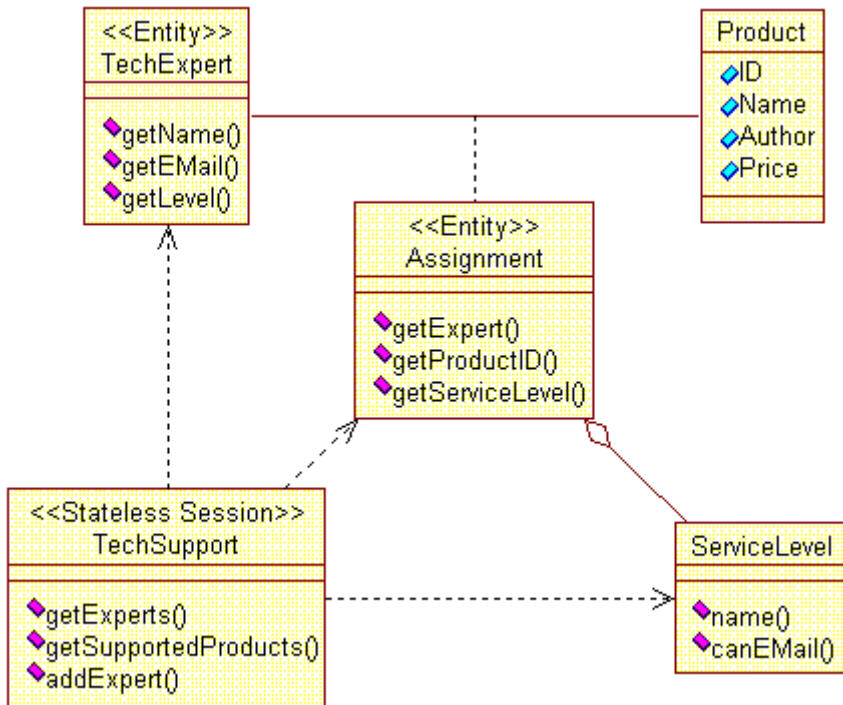 <<Entity>>
TechExpert
getName()
getEMail()
getLevel()
Product
ID
Name
Author
Price
<<Entity>>
Assignment
getExpert()
getProductID()
getServiceLevel()
<<Stateless Session>>
TechSupport
getExperts()
getSupportedProducts()
addExpert()
ServiceLevel
name()
canEMail()